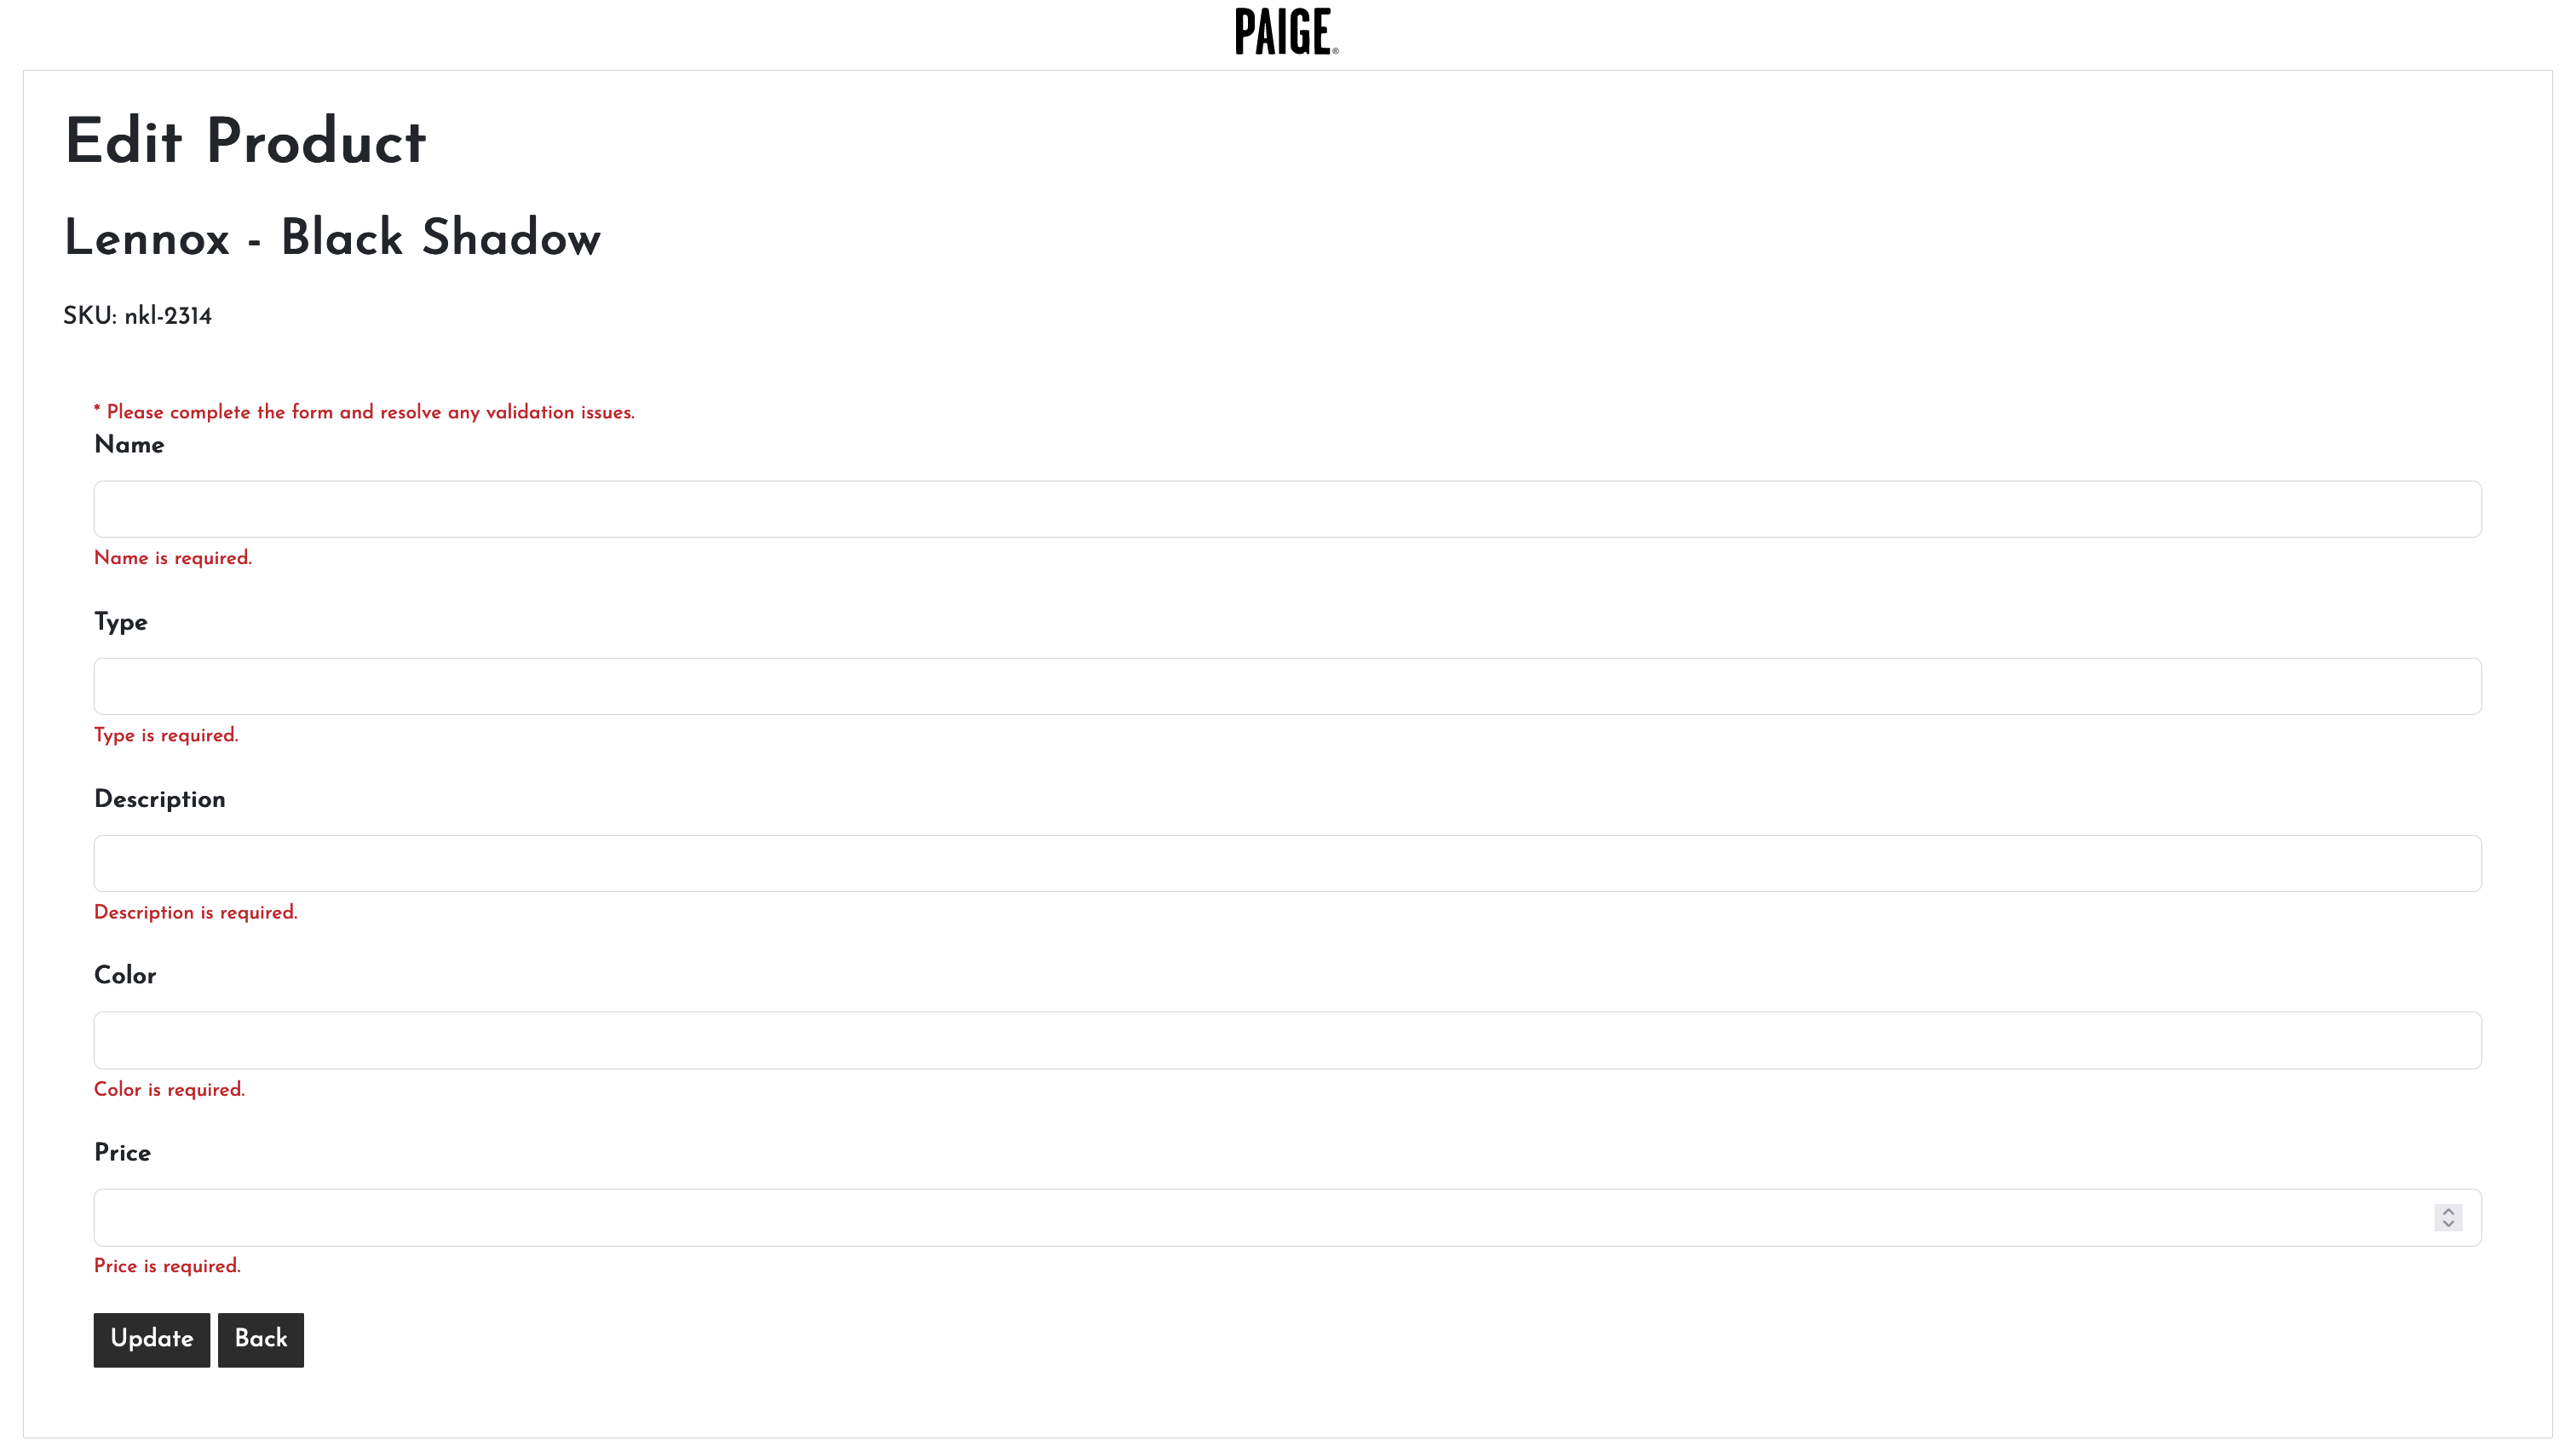 PAIGE®
Edit Product
Lennox - Black Shadow
SKU: nkl-2314
* Please complete the form and resolve any validation issues.
Name
Name is required.
Type
Type is required.
Description
Description is required.
Color
Color is required.
Price
Price is required.
Update Back